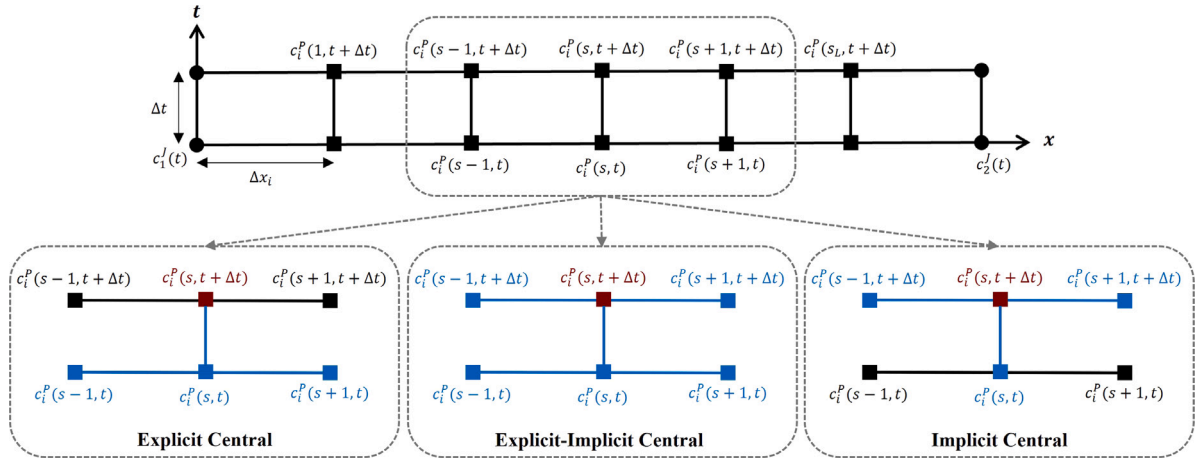 t
c_i^P(1, t + Δt) c_i^P(s − 1, t + Δt) c_i^P(s, t + Δt) c_i^P(s + 1, t + Δt) c_i^P(s_L, t + Δt)
Δt
c_1^J(t) c_i^P(s − 1, t) c_i^P(s, t) c_i^P(s + 1, t) c_2^J(t) x
Δx_i
c_i^P(s − 1, t + Δt) c_i^P(s, t + Δt) c_i^P(s + 1, t + Δt)
c_i^P(s − 1, t) c_i^P(s, t) c_i^P(s + 1, t)
Explicit Central
c_i^P(s − 1, t + Δt) c_i^P(s, t + Δt) c_i^P(s + 1, t + Δt)
c_i^P(s − 1, t) c_i^P(s, t) c_i^P(s + 1, t)
Explicit-Implicit Central
c_i^P(s − 1, t + Δt) c_i^P(s, t + Δt) c_i^P(s + 1, t + Δt)
c_i^P(s − 1, t) c_i^P(s, t) c_i^P(s + 1, t)
Implicit Central